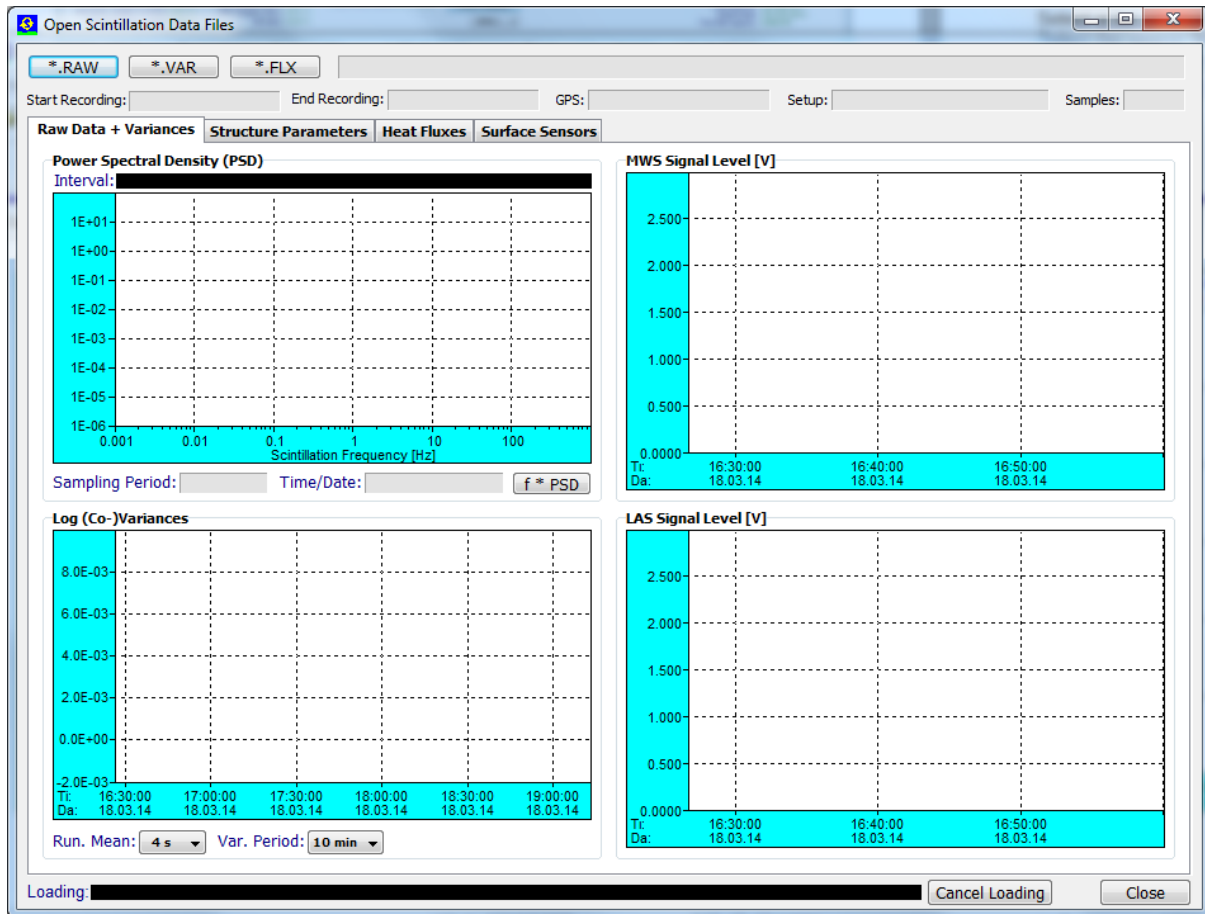 Open Scintillation Data Files
*.RAW *.VAR *.FLX
Start Recording: End Recording: GPS: Setup: Samples:
Raw Data + Variances Structure Parameters Heat Fluxes Surface Sensors
Power Spectral Density (PSD)
Interval:
1E+01
1E+00
1E-01
1E-02
1E-03
1E-04
1E-05
1E-06
0.001 0.01 0.1 1 10 100
Scintillation Frequency [Hz]
Sampling Period: Time/Date: f * PSD
MWS Signal Level [V]
2.500
2.000
1.500
1.000
0.500
0.0000
Ti: 16:30:00 16:40:00 16:50:00
Da: 18.03.14 18.03.14 18.03.14
Log (Co-)Variances
8.0E-03
6.0E-03
4.0E-03
2.0E-03
0.0E+00
-2.0E-03
Ti: 16:30:00 17:00:00 17:30:00 18:00:00 18:30:00 19:00:00
Da: 18.03.14 18.03.14 18.03.14 18.03.14 18.03.14 18.03.14
Run. Mean: 4 s Var. Period: 10 min
LAS Signal Level [V]
2.500
2.000
1.500
1.000
0.500
0.0000
Ti: 16:30:00 16:40:00 16:50:00
Da: 18.03.14 18.03.14 18.03.14
Loading: Cancel Loading Close